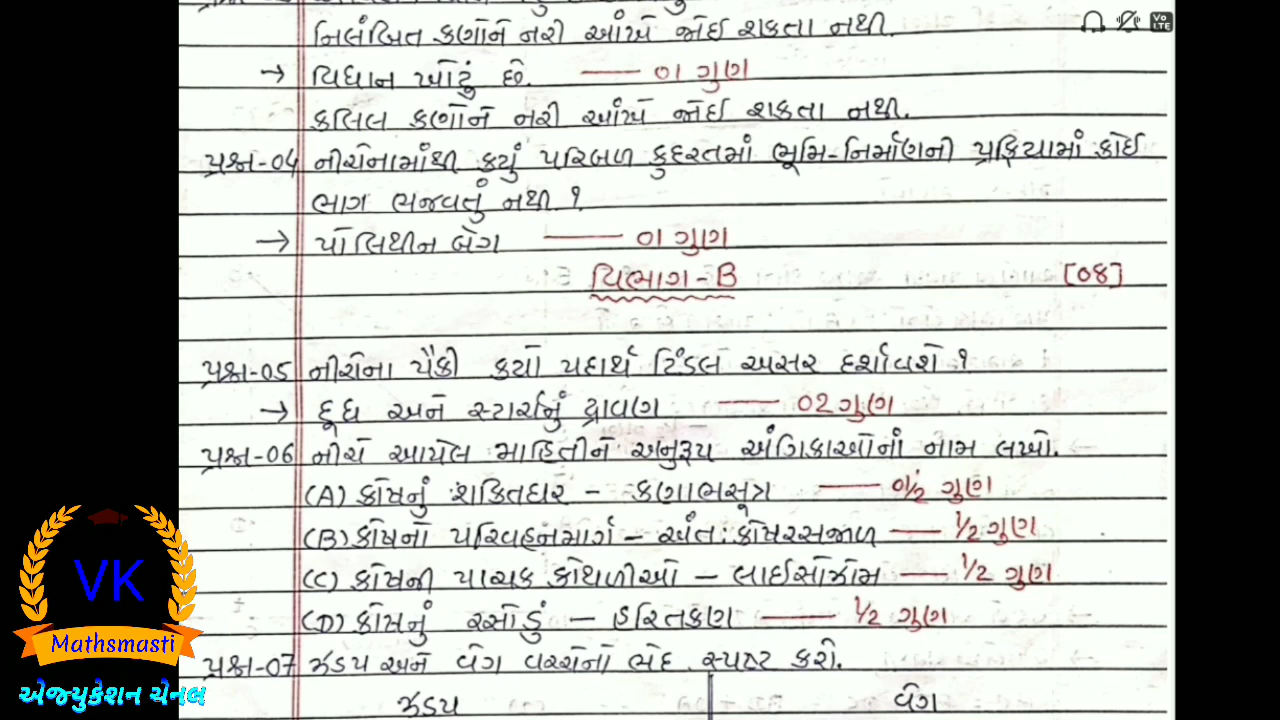 નિલંબિત કણોને નરી આંખે જોઈ શકતા નથી.
→ વિધાન ખોટું છે. —— ૦૧ ગુણ
કલિલ કણોને નરી આંખે જોઈ શકતા નથી.
પ્રશ્ન-04 નીચેનામાંથી કયું પરિબળ કુદરતમાં ભૂમિ-નિર્માણની પ્રક્રિયામાં કોઈ
ભાગ ભજવતું નથી ?
→ પૉલિથીન બેગ —— ૦૧ ગુણ
વિભાગ-B [૦૪]
પ્રશ્ન-05 નીચેના પૈકી કયો પદાર્થ ટિંડલ અસર દર્શાવશે ?
→ દૂધ અને સ્ટાર્ચનું દ્રાવણ —— 02 ગુણ
પ્રશ્ન-06 નીચે આપેલ માહિતીને અનુરૂપ અંગિકાઓનાં નામ લખો.
(A) કોષનું શક્તિઘર - કણાભસૂત્ર —— ૦૧/2 ગુણ
(B) કોષનો પરિવહનમાર્ગ - અંત:કોષરસજાળ —— 1/2 ગુણ
(C) કોષની પાચક કોથળીઓ - લાઈસોઝોમ —— 1/2 ગુણ
(D) કોષનું રસોડું - હરિતકણ —— 1/2 ગુણ
પ્રશ્ન-07 ઝડપ અને વેગ વચ્ચેનો ભેદ સ્પષ્ટ કરો.
ઝડપ વેગ
VK
Mathsmasti
એજ્યુકેશન ચેનલ
Vo LTE